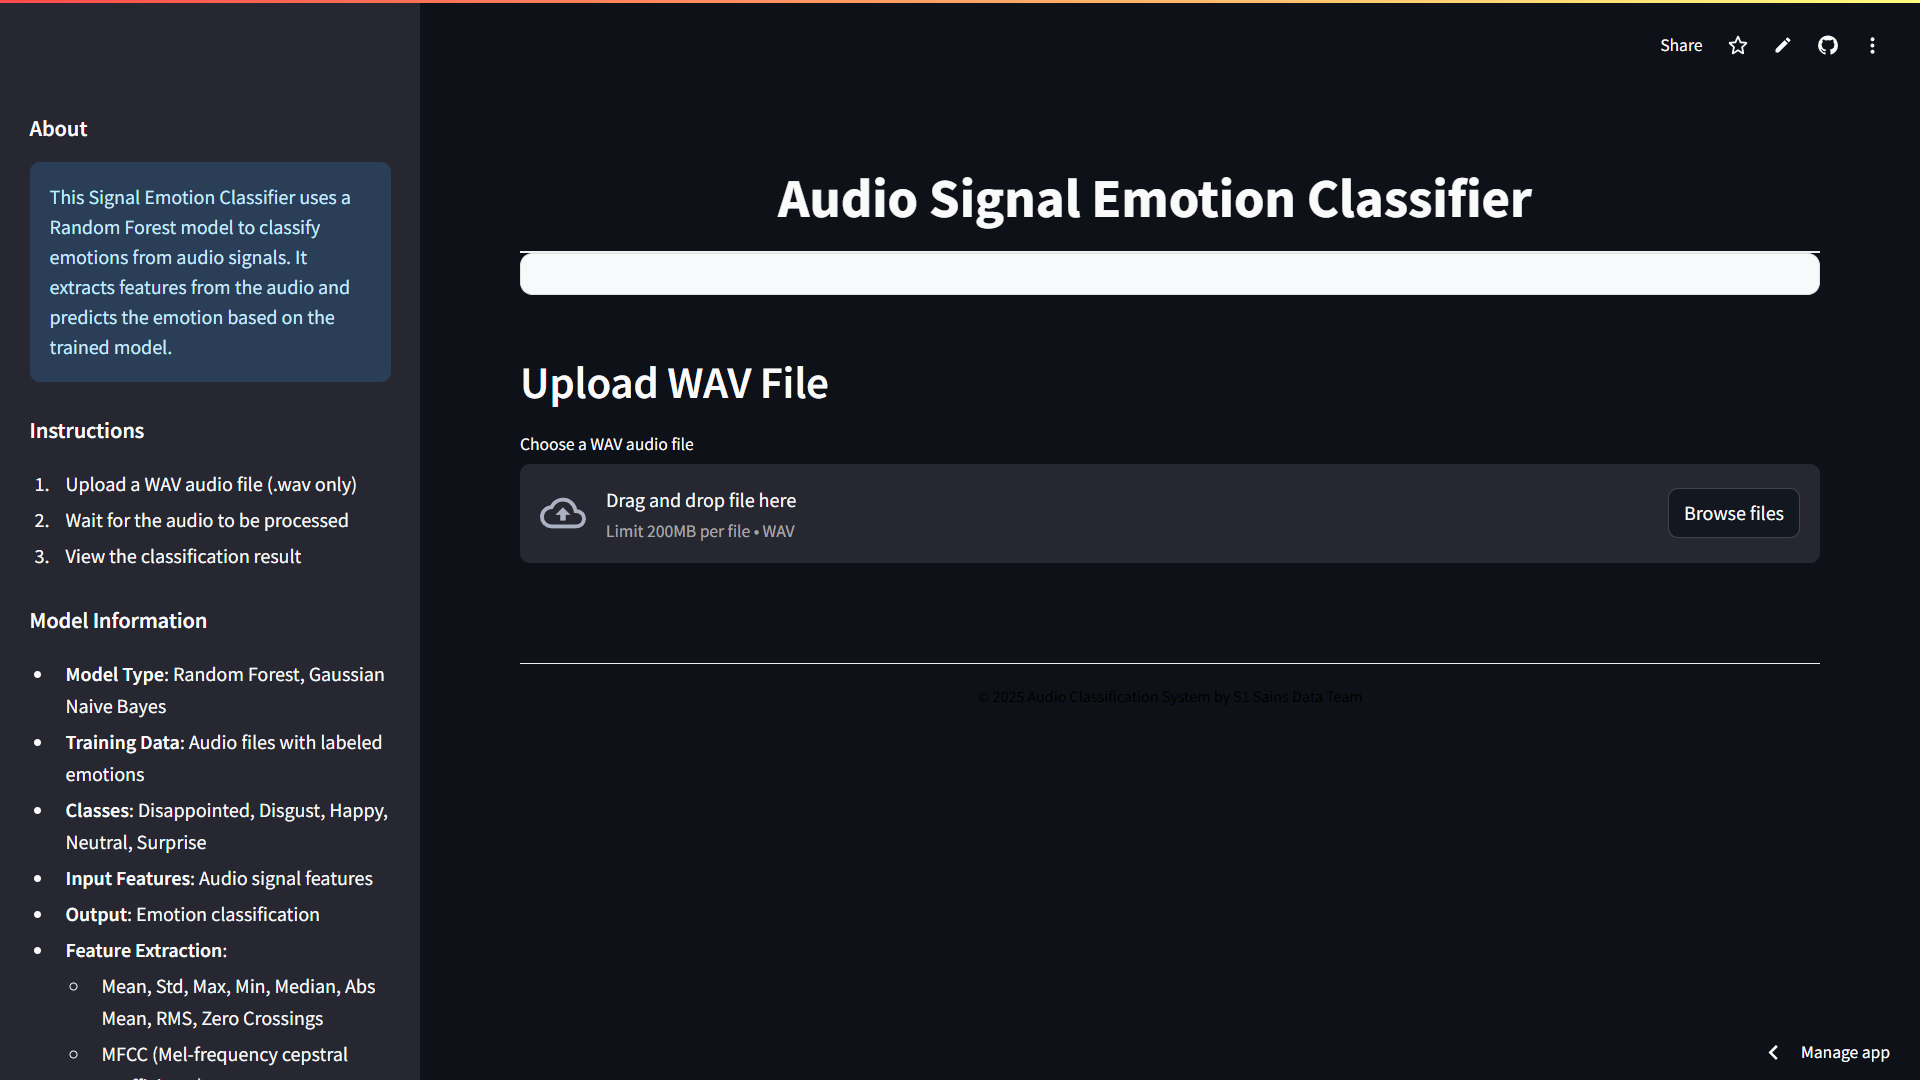 Share
About
This Signal Emotion Classifier uses a
Random Forest model to classify
emotions from audio signals. It
extracts features from the audio and
predicts the emotion based on the
trained model.
Instructions
1. Upload a WAV audio file (.wav only)
2. Wait for the audio to be processed
3. View the classification result
Model Information
• Model Type: Random Forest, Gaussian
Naive Bayes
• Training Data: Audio files with labeled
emotions
• Classes: Disappointed, Disgust, Happy,
Neutral, Surprise
• Input Features: Audio signal features
• Output: Emotion classification
• Feature Extraction:
◦ Mean, Std, Max, Min, Median, Abs
Mean, RMS, Zero Crossings
◦ MFCC (Mel-frequency cepstral
Audio Signal Emotion Classifier
Upload WAV File
Choose a WAV audio file
Drag and drop file here
Limit 200MB per file • WAV
Browse files
© 2025 Audio Classification System by S1 Sains Data Team
Manage app